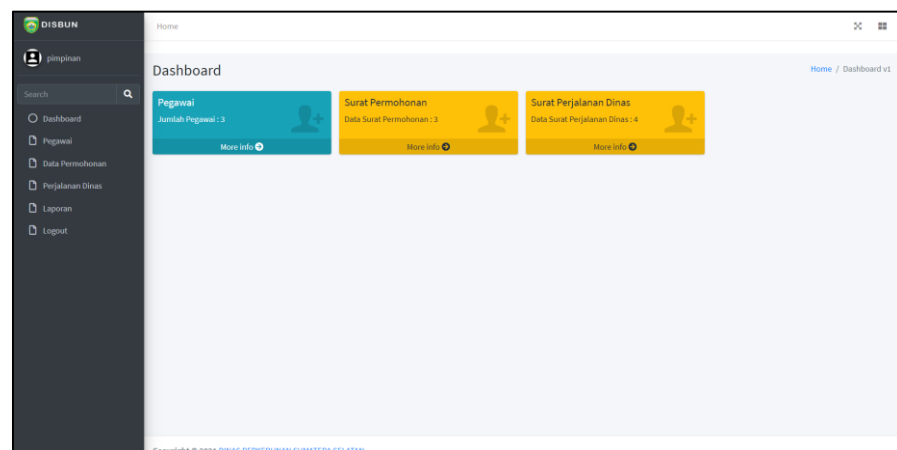 DISBUN
pimpinan
Search
Dashboard
Pegawai
Data Permohonan
Perjalanan Dinas
Laporan
Logout
Home
Dashboard
Home / Dashboard v1
Pegawai
Jumlah Pegawai : 3
More info
Surat Permohonan
Data Surat Permohonan : 3
More info
Surat Perjalanan Dinas
Data Surat Perjalanan Dinas : 4
More info